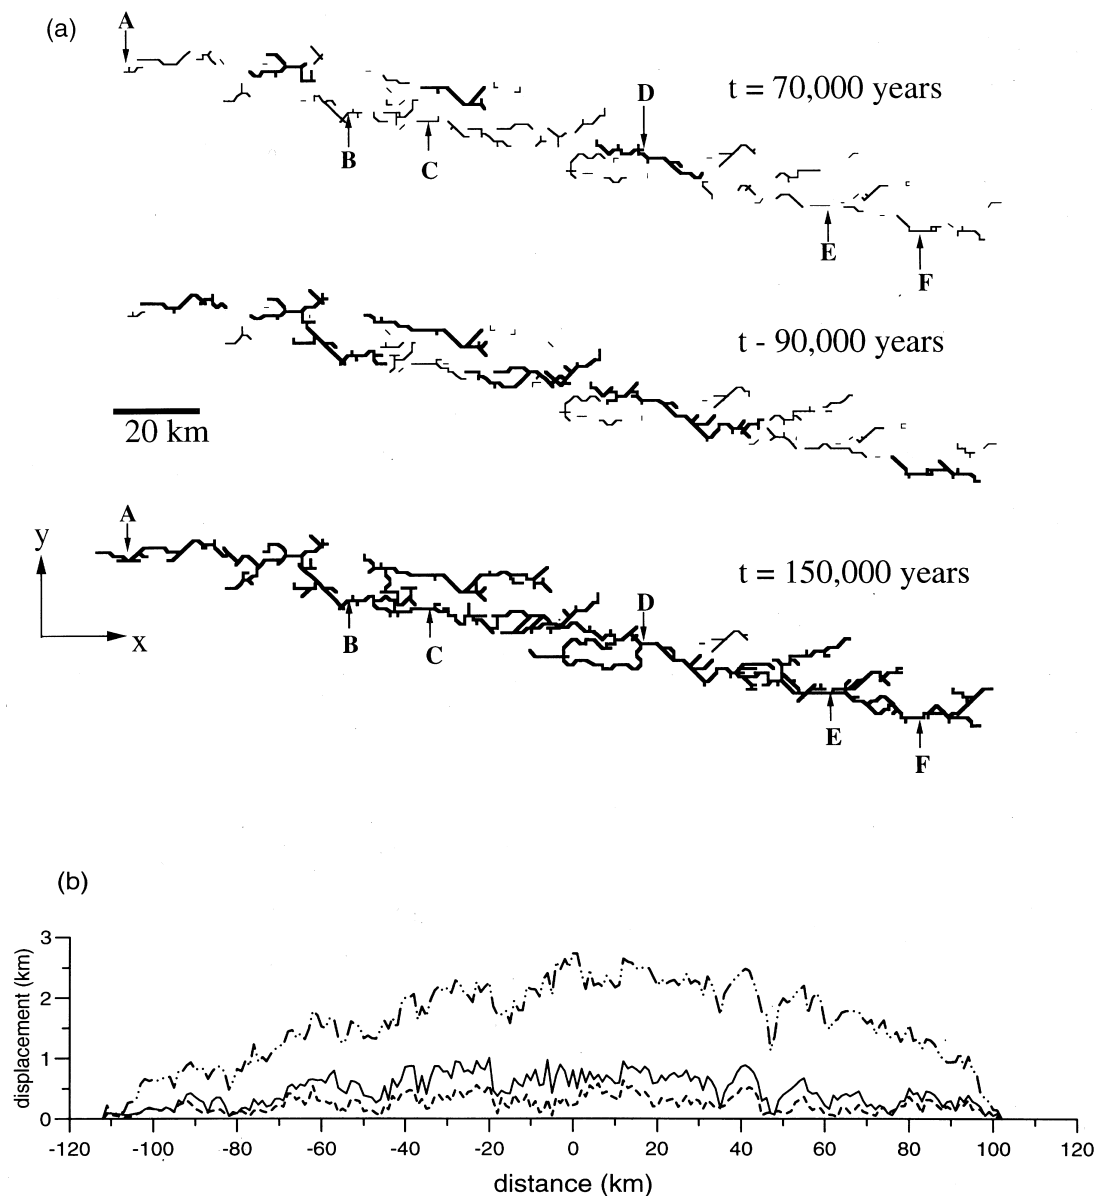 (a)
A
t = 70,000 years
D
B
C
E
F
t - 90,000 years
20 km
A
y
t = 150,000 years
D
x
B
C
E
F
(b)
displacement (km)
3
2
1
0
-120 -100 -80 -60 -40 -20 0 20 40 60 80 100 120
distance (km)